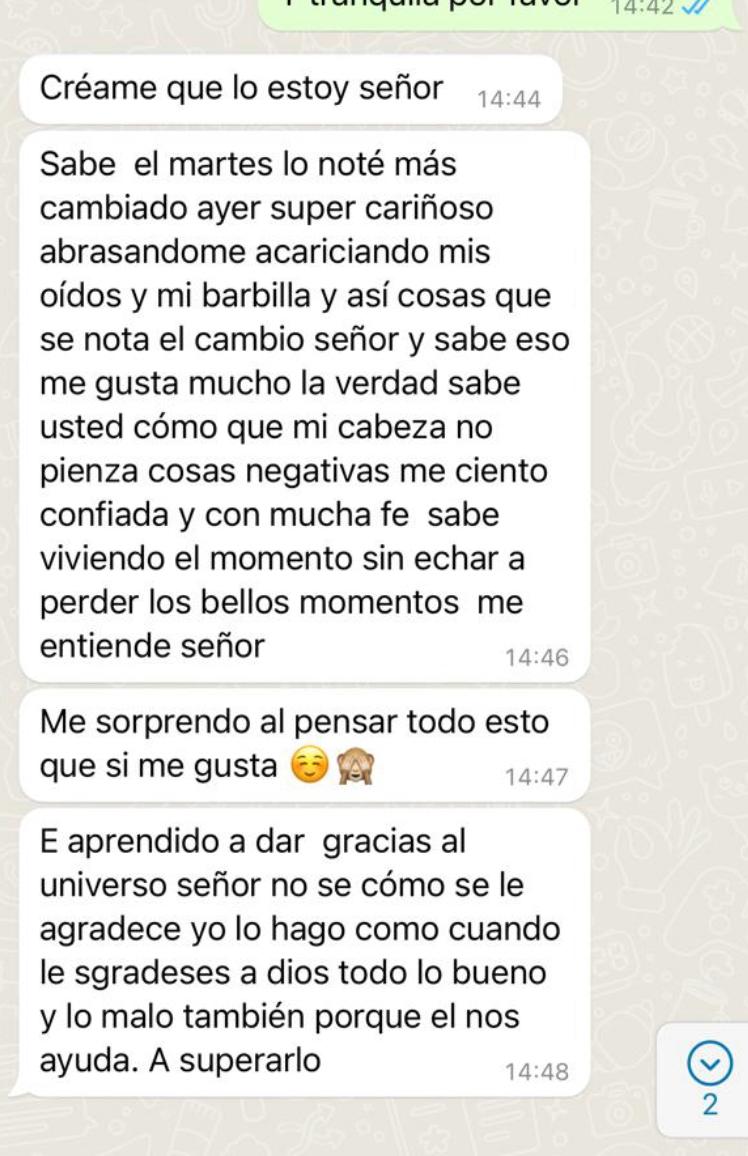 tranquila por favor 14:42
Créame que lo estoy señor 14:44
Sabe el martes lo noté más
cambiado ayer super cariñoso
abrasandome acariciando mis
oídos y mi barbilla y así cosas que
se nota el cambio señor y sabe eso
me gusta mucho la verdad sabe
usted cómo que mi cabeza no
pienza cosas negativas me ciento
confiada y con mucha fe sabe
viviendo el momento sin echar a
perder los bellos momentos me
entiende señor 14:46
Me sorprendo al pensar todo esto
que si me gusta ☺️🙈 14:47
E aprendido a dar gracias al
universo señor no se cómo se le
agradece yo lo hago como cuando
le sgradeses a dios todo lo bueno
y lo malo también porque el nos
ayuda. A superarlo 14:48
2